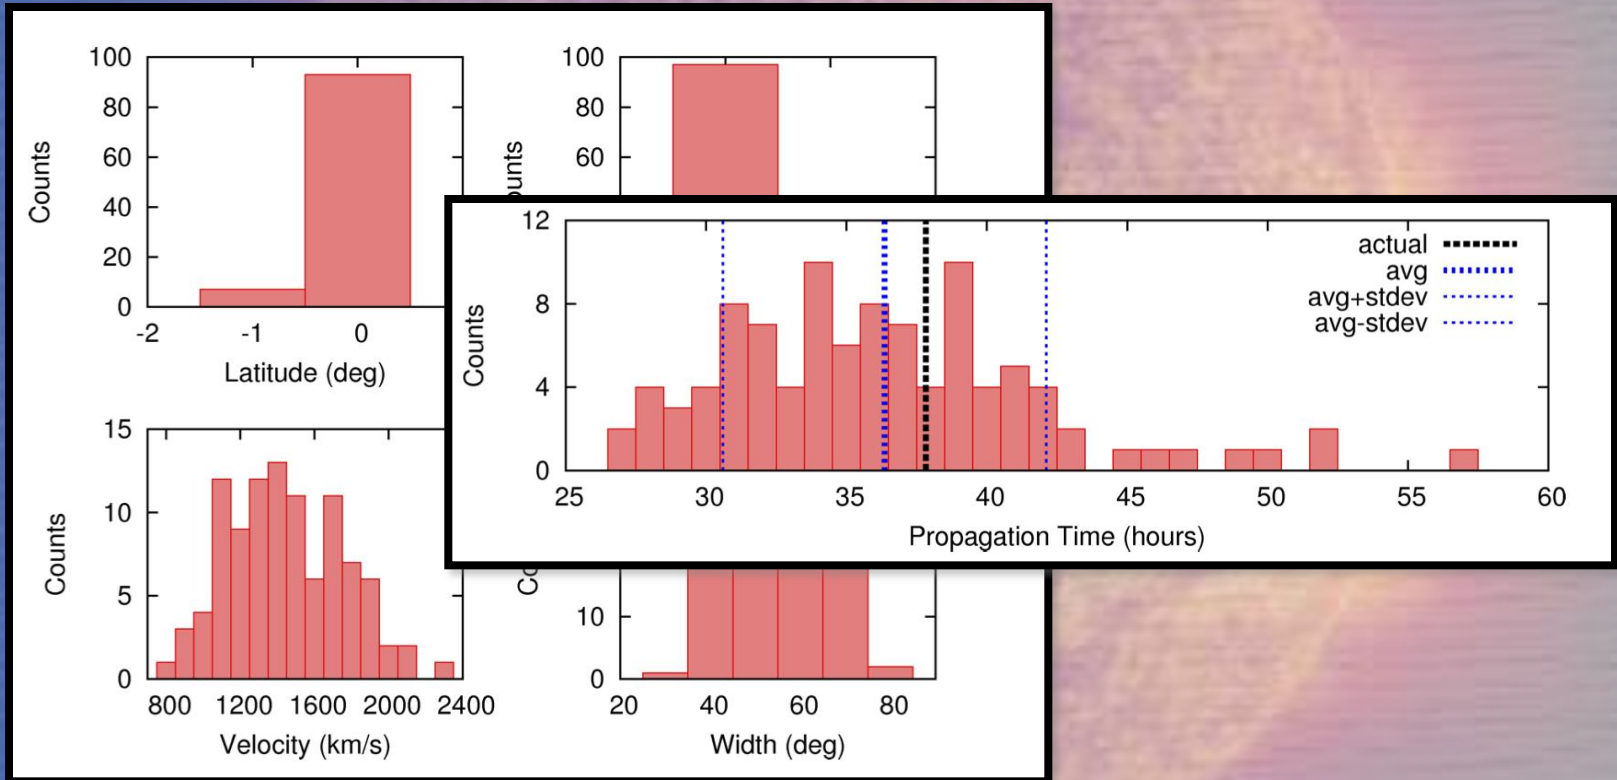 100
80
60
40
20
0
Counts
-2 -1 0
Latitude (deg)
100
80
60
12
8
4
0
Counts
25 30 35 40 45 50 55 60
Propagation Time (hours)
actual
avg
avg+stdev
avg-stdev
15
10
5
0
Counts
800 1200 1600 2000 2400
Velocity (km/s)
10
0
20 40 60 80
Width (deg)